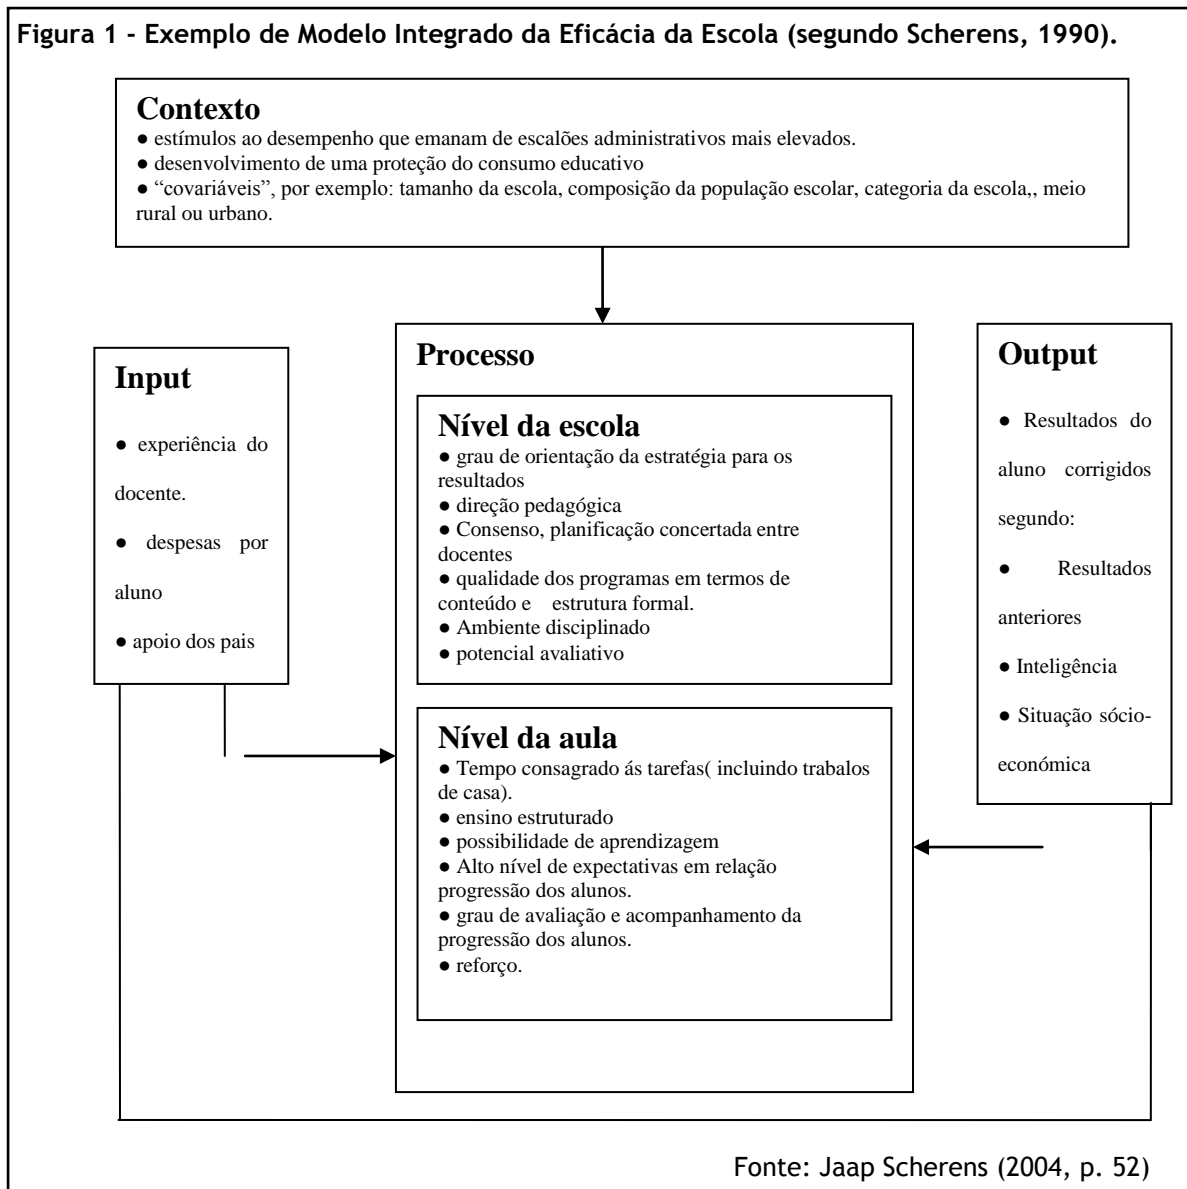 Figura 1 - Exemplo de Modelo Integrado da Eficácia da Escola (segundo Scherens, 1990).
Contexto
● estímulos ao desempenho que emanam de escalões administrativos mais elevados.
● desenvolvimento de uma proteção do consumo educativo
● “covariáveis”, por exemplo: tamanho da escola, composição da população escolar, categoria da escola,, meio
rural ou urbano.
Input
● experiência do
docente.
● despesas por
aluno
● apoio dos pais
Processo
Nível da escola
● grau de orientação da estratégia para os
resultados
● direção pedagógica
● Consenso, planificação concertada entre
docentes
● qualidade dos programas em termos de
conteúdo e estrutura formal.
● Ambiente disciplinado
● potencial avaliativo
Nível da aula
● Tempo consagrado ás tarefas( incluindo trabalos
de casa).
● ensino estruturado
● possibilidade de aprendizagem
● Alto nível de expectativas em relação
progressão dos alunos.
● grau de avaliação e acompanhamento da
progressão dos alunos.
● reforço.
Output
● Resultados do
aluno corrigidos
segundo:
● Resultados
anteriores
● Inteligência
● Situação sócio-
económica
Fonte: Jaap Scherens (2004, p. 52)